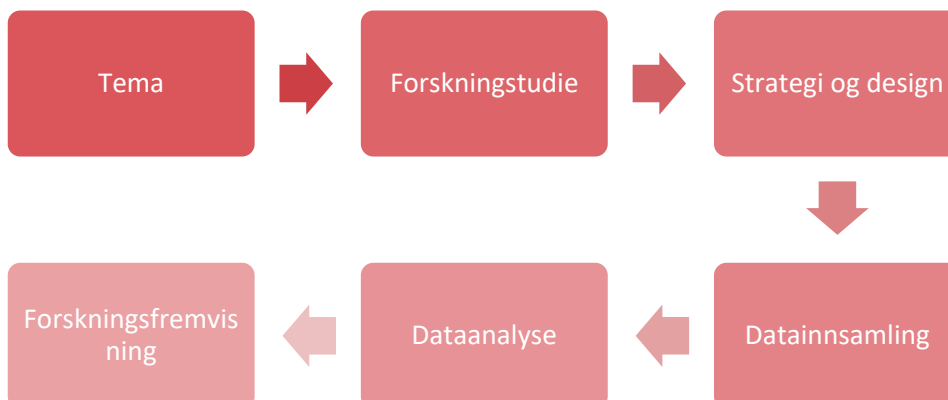 Tema
Forskningstudie
Strategi og design
Datainnsamling
Dataanalyse
Forskningsfremvis
ning